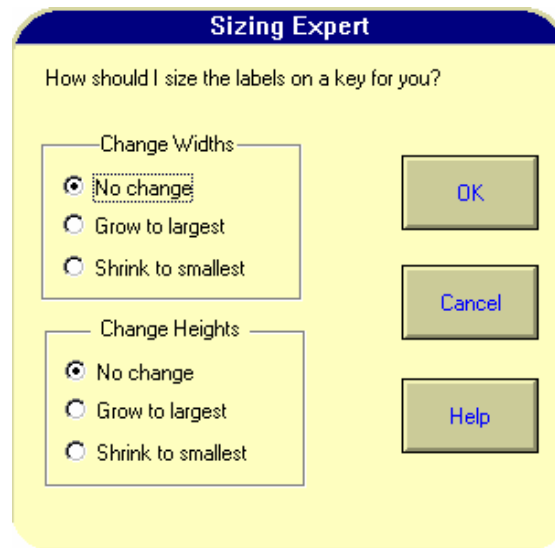 Sizing Expert
How should I size the labels on a key for you?
Change Widths
No change
Grow to largest
Shrink to smallest
Change Heights
No change
Grow to largest
Shrink to smallest
OK
Cancel
Help